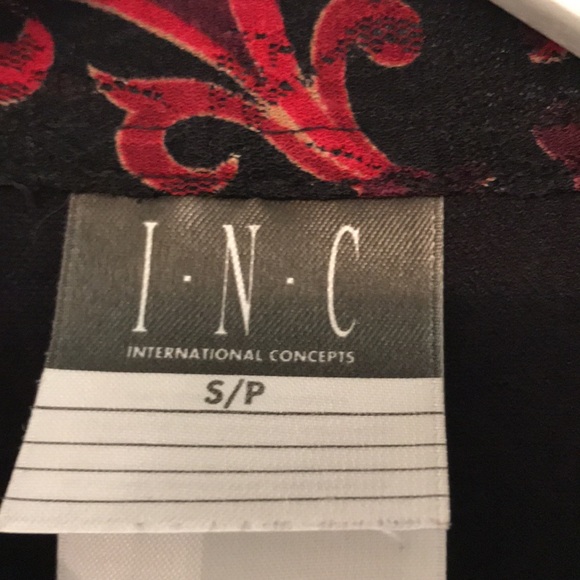 I·N·C
INTERNATIONAL CONCEPTS
S/P